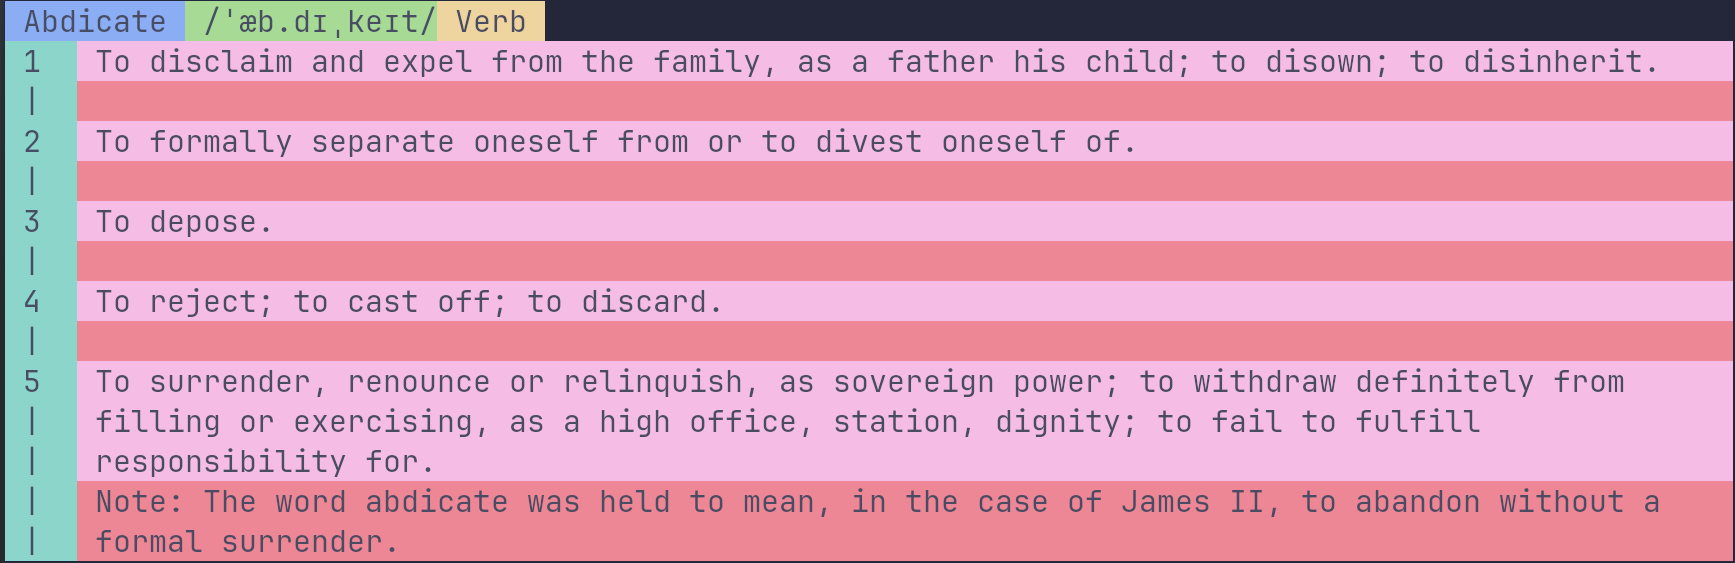 Abdicate /ˈæb.dɪˌkeɪt/ Verb
1 To disclaim and expel from the family, as a father his child; to disown; to disinherit.
|
2 To formally separate oneself from or to divest oneself of.
|
3 To depose.
|
4 To reject; to cast off; to discard.
|
5 To surrender, renounce or relinquish, as sovereign power; to withdraw definitely from
| filling or exercising, as a high office, station, dignity; to fail to fulfill
| responsibility for.
| Note: The word abdicate was held to mean, in the case of James II, to abandon without a
| formal surrender.